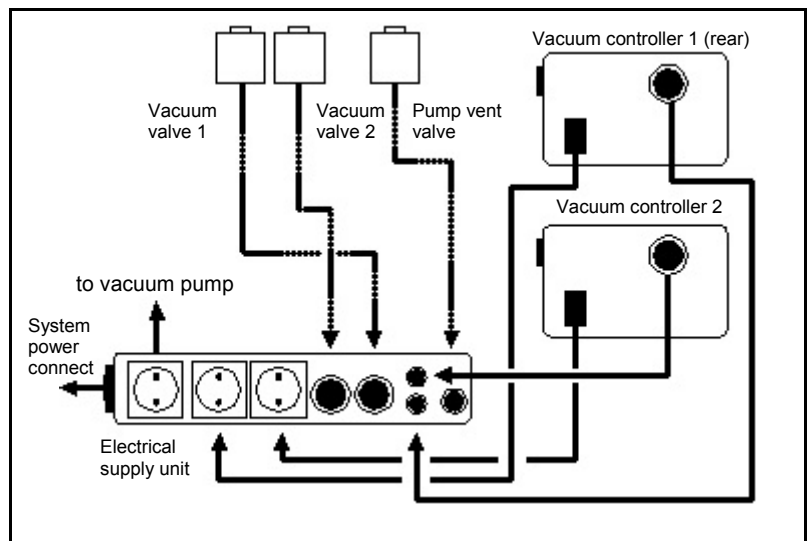 Vacuum controller 1 (rear)
Vacuum
valve 1
Vacuum
valve 2
Pump vent
valve
Vacuum controller 2
to vacuum pump
System
power
connect
Electrical
supply unit